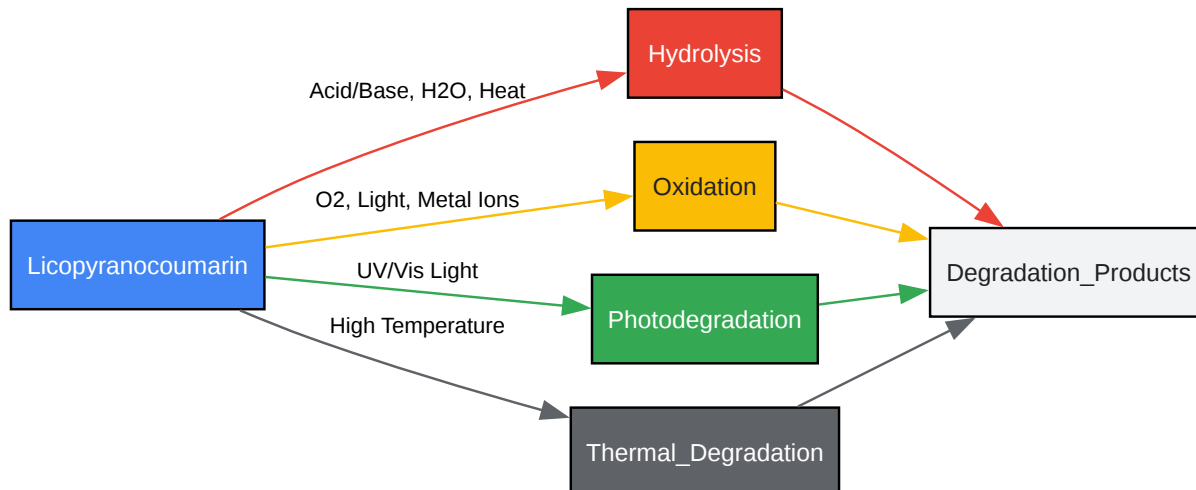 Hydrolysis
Acid/Base, H2O, Heat
Oxidation
O2, Light, Metal Ions
Licopyranocoumarin
Degradation_Products
UV/Vis Light
Photodegradation
High Temperature
Thermal_Degradation